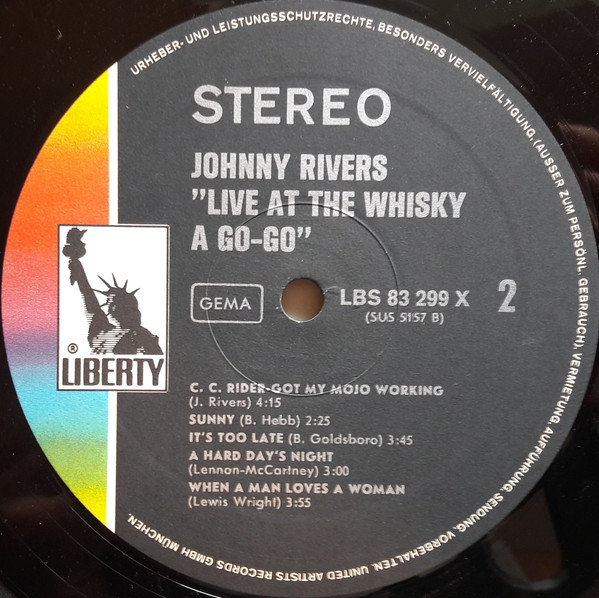 URHEBER- UND LEISTUNGSSCHUTZRECHTE, BESONDERS VERVIELFÄLTIGUNG, (AUSSER ZUM PERSÖNL. GEBRAUCH), VERMIETUNG, AUFFÜHRUNG, SENDUNG, VORBEHALTEN. UNITED ARTISTS RECORDS GMBH MÜNCHEN.
STEREO
JOHNNY RIVERS
"LIVE AT THE WHISKY
A GO-GO"
GEMA
LBS 83 299 X 2
(SUS 5157 B)
® LIBERTY
C. C. RIDER-GOT MY MOJO WORKING
(J. Rivers) 4:15
SUNNY (B. Hebb) 2:25
IT'S TOO LATE (B. Goldsboro) 3:45
A HARD DAY'S NIGHT
(Lennon-McCartney) 3:00
WHEN A MAN LOVES A WOMAN
(Lewis Wright) 3:55